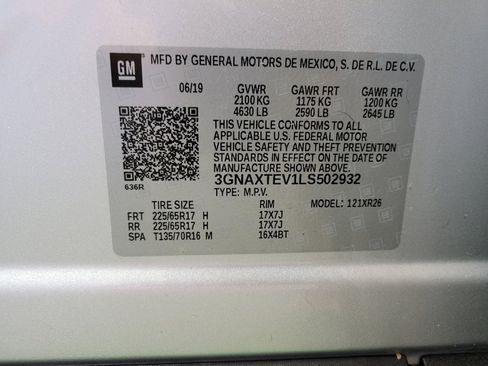 GM MFD BY GENERAL MOTORS DE MEXICO, S. DE R.L. DE C.V.
06/19 GVWR GAWR FRT GAWR RR
2100 KG 1175 KG 1200 KG
4630 LB 2590 LB 2645 LB
THIS VEHICLE CONFORMS TO ALL APPLICABLE
U.S. FEDERAL MOTOR
VEHICLE SAFETY AND THEFT PREVENTION
STANDARDS IN EFFECT ON THE DATE OF
MANUFACTURE SHOWN ABOVE.
3GNAXTEV1LS502932
636R TYPE: M.P.V. MODEL: 121XR26
TIRE SIZE RIM
FRT 225/65R17 H 17X7J
RR 225/65R17 H 17X7J
SPA T135/70R16 M 16X4BT